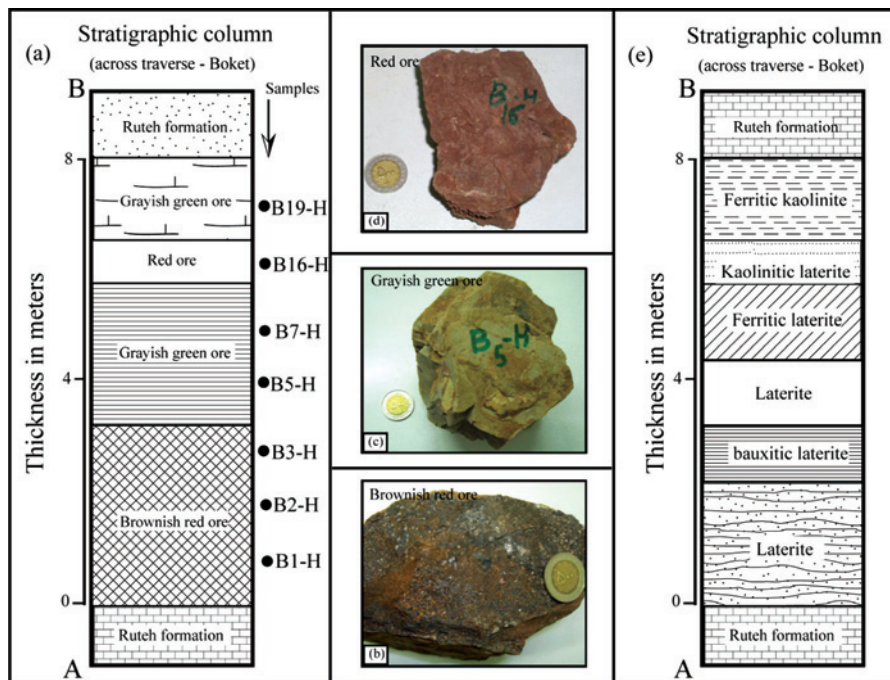 (a)
Stratigraphic column
(across traverse - Boket)
B
Samples
Ruteh formation
8
Grayish green ore
B19-H
Red ore
B16-H
B7-H
Grayish green ore
4
B5-H
B3-H
B2-H
Brownish red ore
B1-H
0
Ruteh formation
A
Thickness in meters
Red ore
B-H
16
(d)
Grayish green ore
B -H
5
(c)
Brownish red ore
(b)
(e)
Stratigraphic column
(across traverse - Boket)
B
Ruteh formation
8
Ferritic kaolinite
Kaolinitic laterite
Ferritic laterite
4
Laterite
bauxitic laterite
Laterite
0
Ruteh formation
A
Thickness in meters